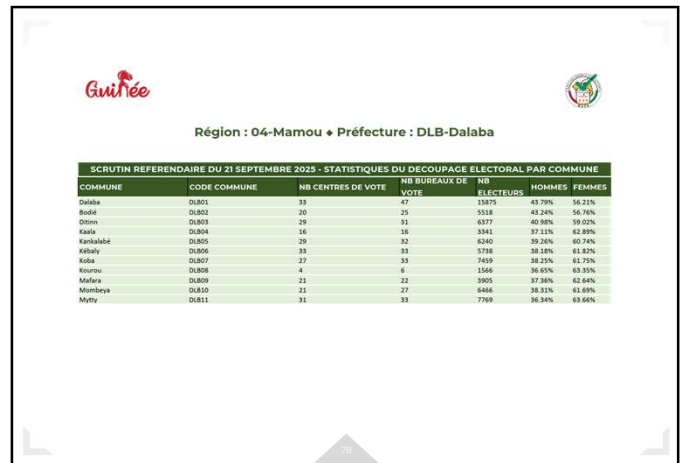 Guinée
Région : 04-Mamou ◆ Préfecture : DLB-Dalaba
SCRUTIN REFERENDAIRE DU 21 SEPTEMBRE 2025 - STATISTIQUES DU DECOUPAGE ELECTORAL PAR COMMUNE
COMMUNE CODE COMMUNE NB CENTRES DE VOTE NB BUREAUX DE VOTE NB ELECTEURS HOMMES FEMMES
Dalaba DLB01 33 47 15875 43.79% 56.21%
Bodié DLB02 20 25 5518 43.24% 56.76%
Ditinn DLB03 29 31 6377 40.98% 59.02%
Kaala DLB04 16 16 3341 37.11% 62.89%
Kankalabé DLB05 29 32 6240 39.26% 60.74%
Kébaly DLB06 33 33 5738 38.18% 61.82%
Koba DLB07 27 33 7459 38.25% 61.75%
Kourou DLB08 4 6 1566 36.65% 63.35%
Mafara DLB09 21 22 3905 37.36% 62.64%
Mombeya DLB10 21 27 6466 38.31% 61.69%
Mytty DLB11 31 33 7769 36.34% 63.66%
76